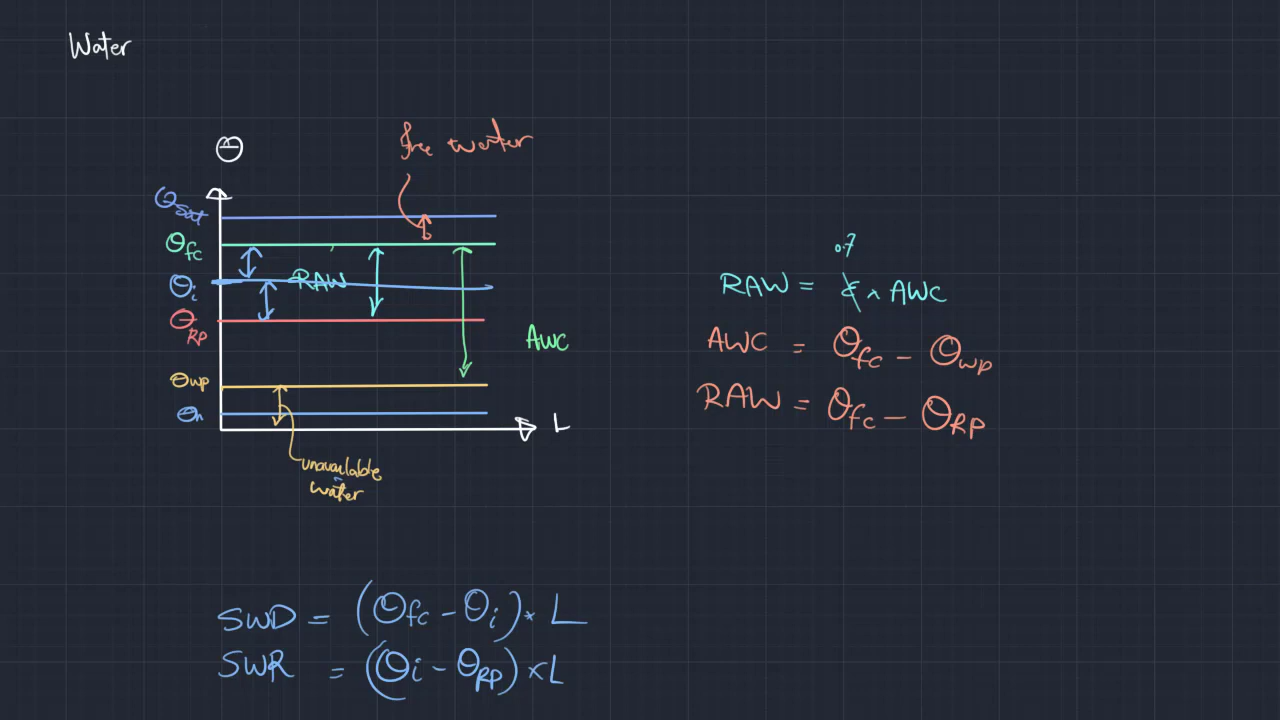 Water
Θ
free water
Θsat
Θfc
RAW
Θi
ΘRP
AWC
Θwp
Θh
L
unavailable
water
0.7
RAW = × AWC
AWC = Θfc - Θwp
RAW = Θfc - ΘRP
SWD = (Θfc - Θi) * L
SWR = (Θi - ΘRP) × L